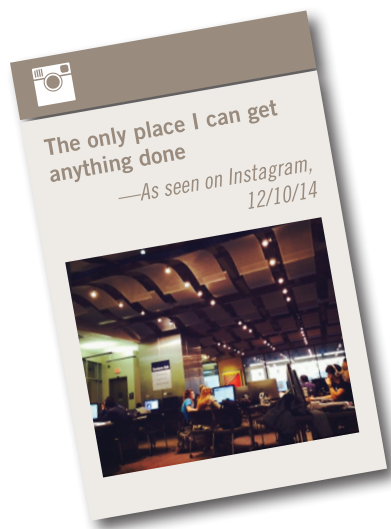 The only place I can get
anything done
—As seen on Instagram,
12/10/14